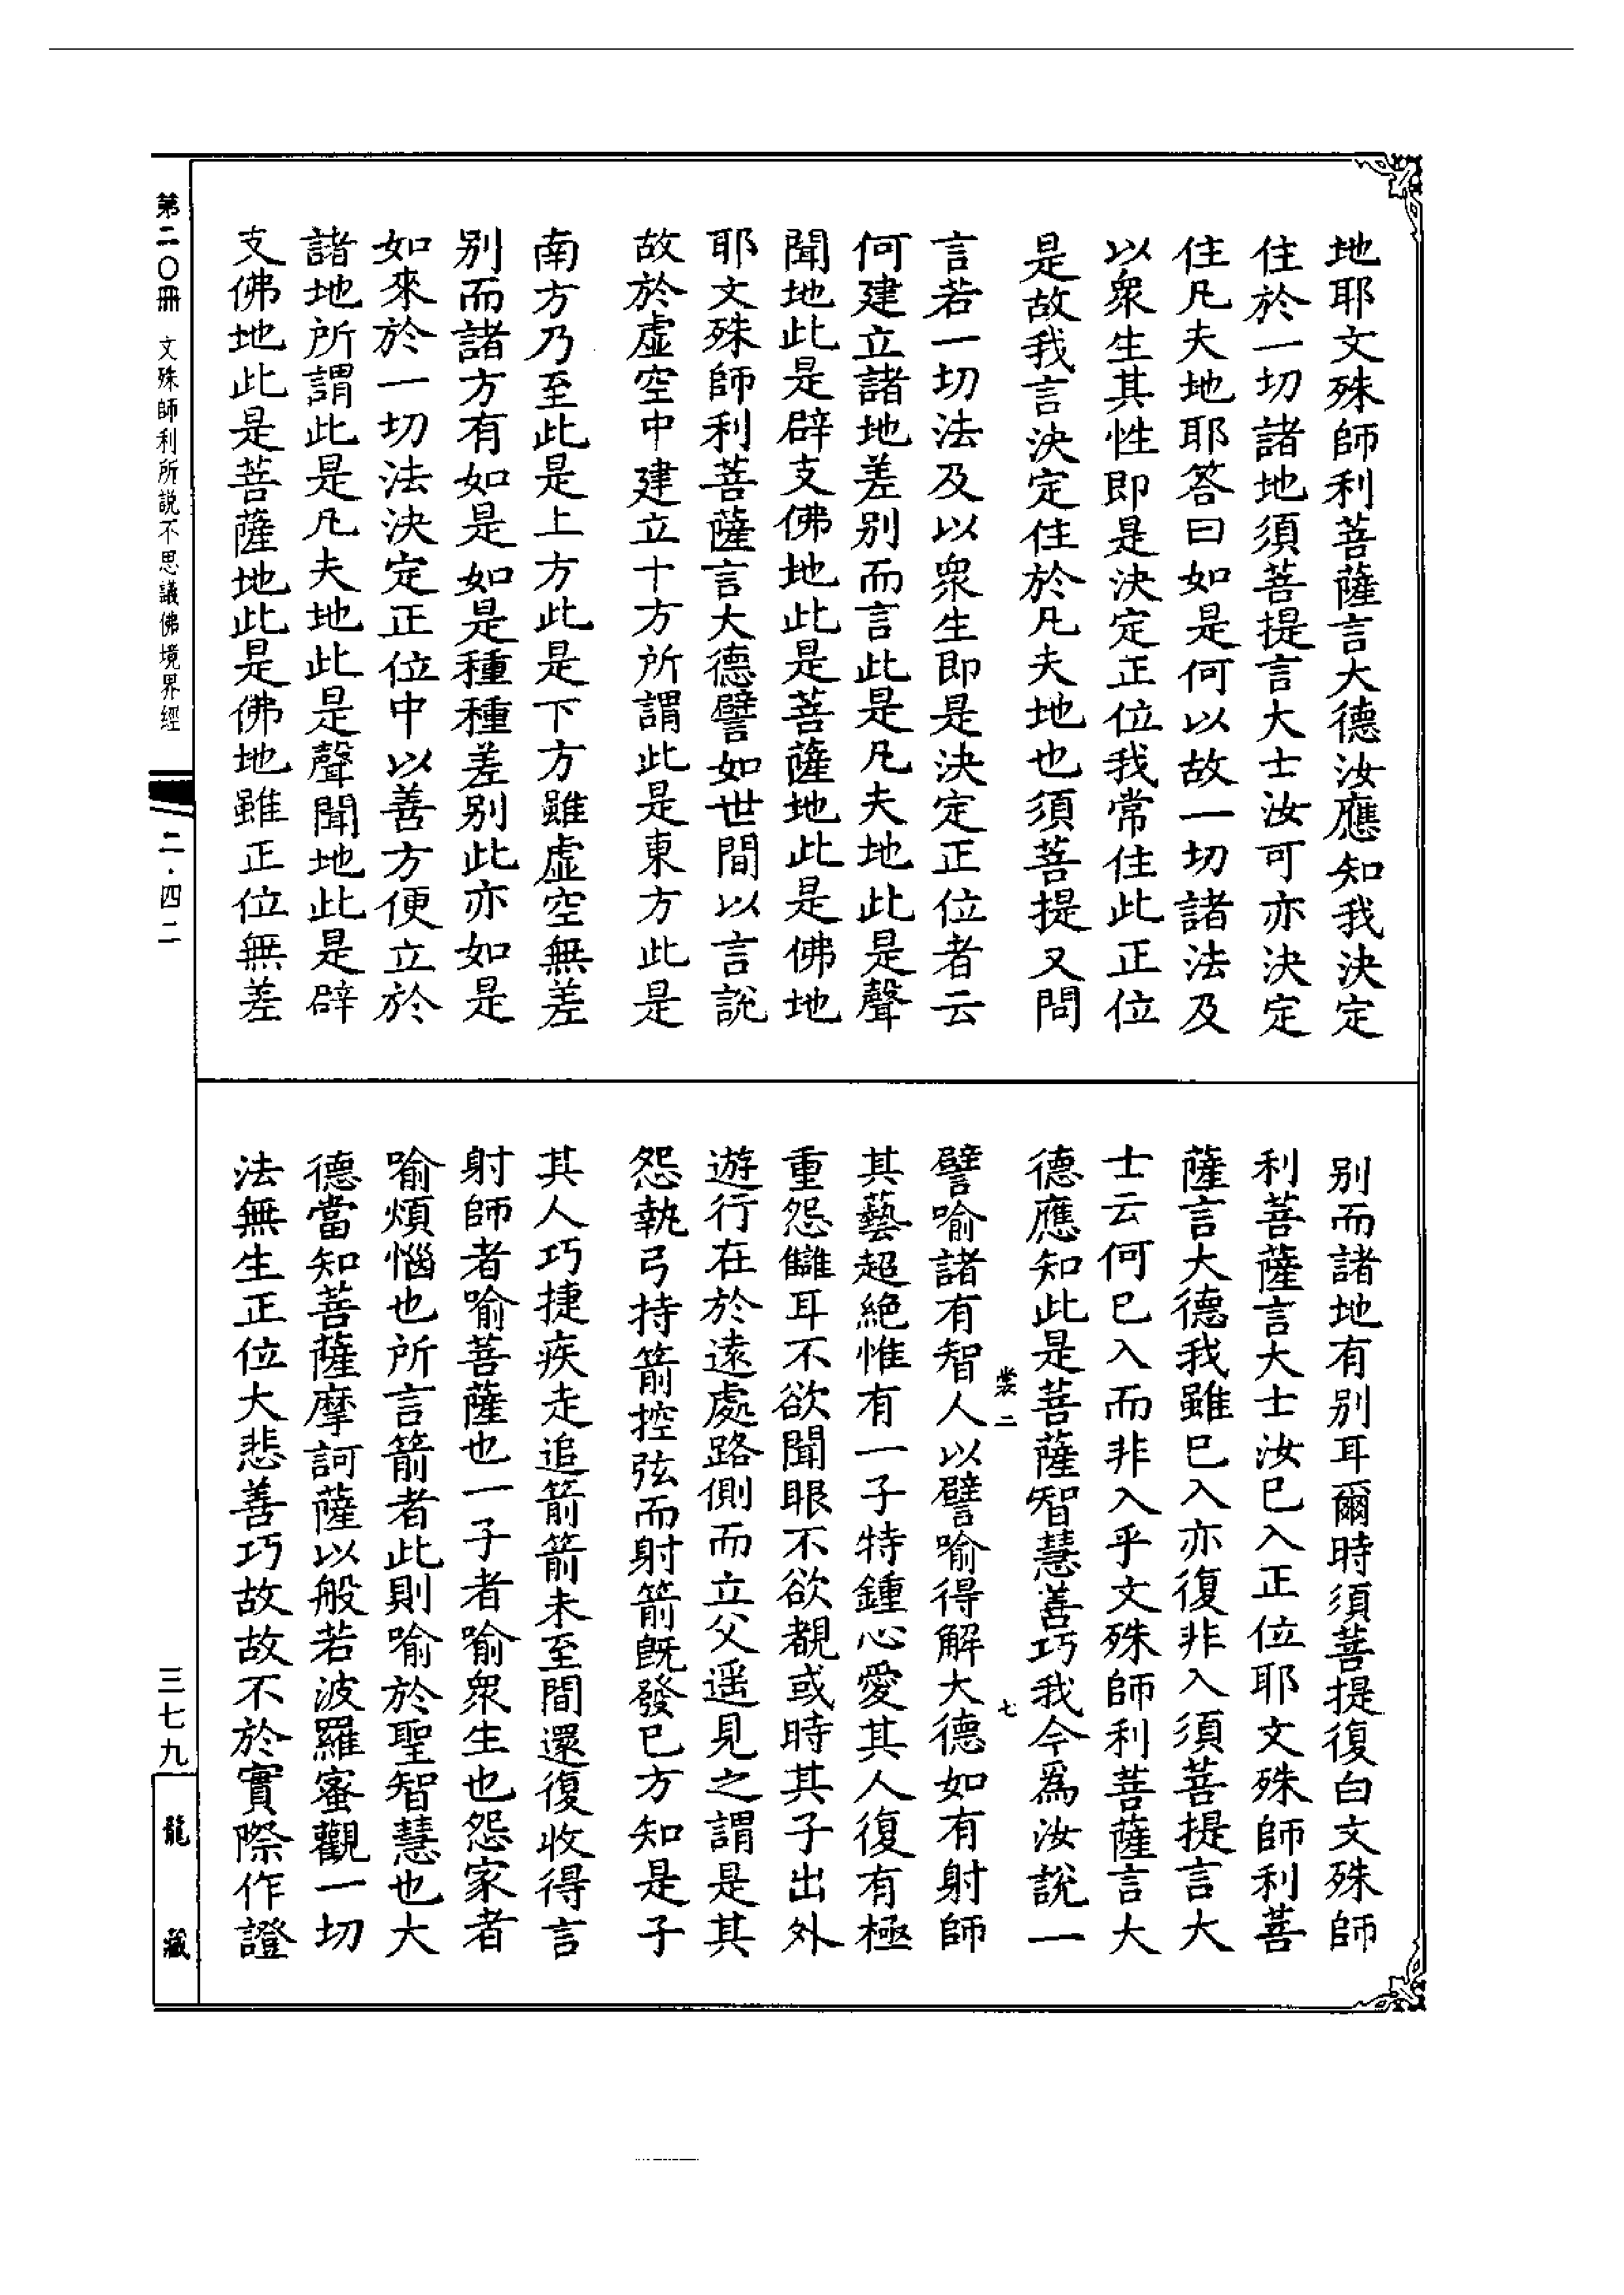 地耶文殊師利菩薩言大德汝應知我決定
住於一切諸地須菩提言大士汝可亦決定
住凡夫地耶答曰如是何以故一切諸法及
以衆生其性即是決定正位我常住此正位
是故我言決定住於凡夫地也須菩提又問
言若一切法及以衆生即是決定正位者云
何建立諸地差別而言此是凡夫地此是聲
聞地此是辟支佛地此是菩薩地此是佛地
耶文殊師利菩薩言大德譬如世間以言說
故於虛空中建立十方所謂此是東方此是
南方乃至此是上方此是下方雖虛空無差
別而諸方有如是如是種種差別此亦如是
如來於一切法決定正位中以善方便立於
諸地所謂此是凡夫地此是聲聞地此是辟
支佛地此是菩薩地此是佛地雖正位無差
別而諸地有別耳爾時須菩提復白文殊師
利菩薩言大士汝已入正位耶文殊師利菩
薩言大德我雖已入亦復非入須菩提言大
士云何已入而非入乎文殊師利菩薩言大
德應知此是菩薩智慧善巧我今爲汝說一
裳二 七
譬喻諸有智人以譬喻得解大德如有射師
其藝超絕惟有一子特鍾心愛其人復有極
重怨讎耳不欲聞眼不欲覩或時其子出外
遊行在於遠處路側而立父遥見之謂是其
怨執弓持箭控弦而射箭旣發已方知是子
其人巧捷疾走追箭箭未至間還復收得言
射師者喻菩薩也一子者喻衆生也怨家者
喻煩惱也所言箭者此則喻於聖智慧也大
德當知菩薩摩訶薩以般若波羅蜜觀一切
法無生正位大悲善巧故故不於實際作證
第二〇冊 文殊師利所說不思議佛境界經
二·四二
三七九
龍藏